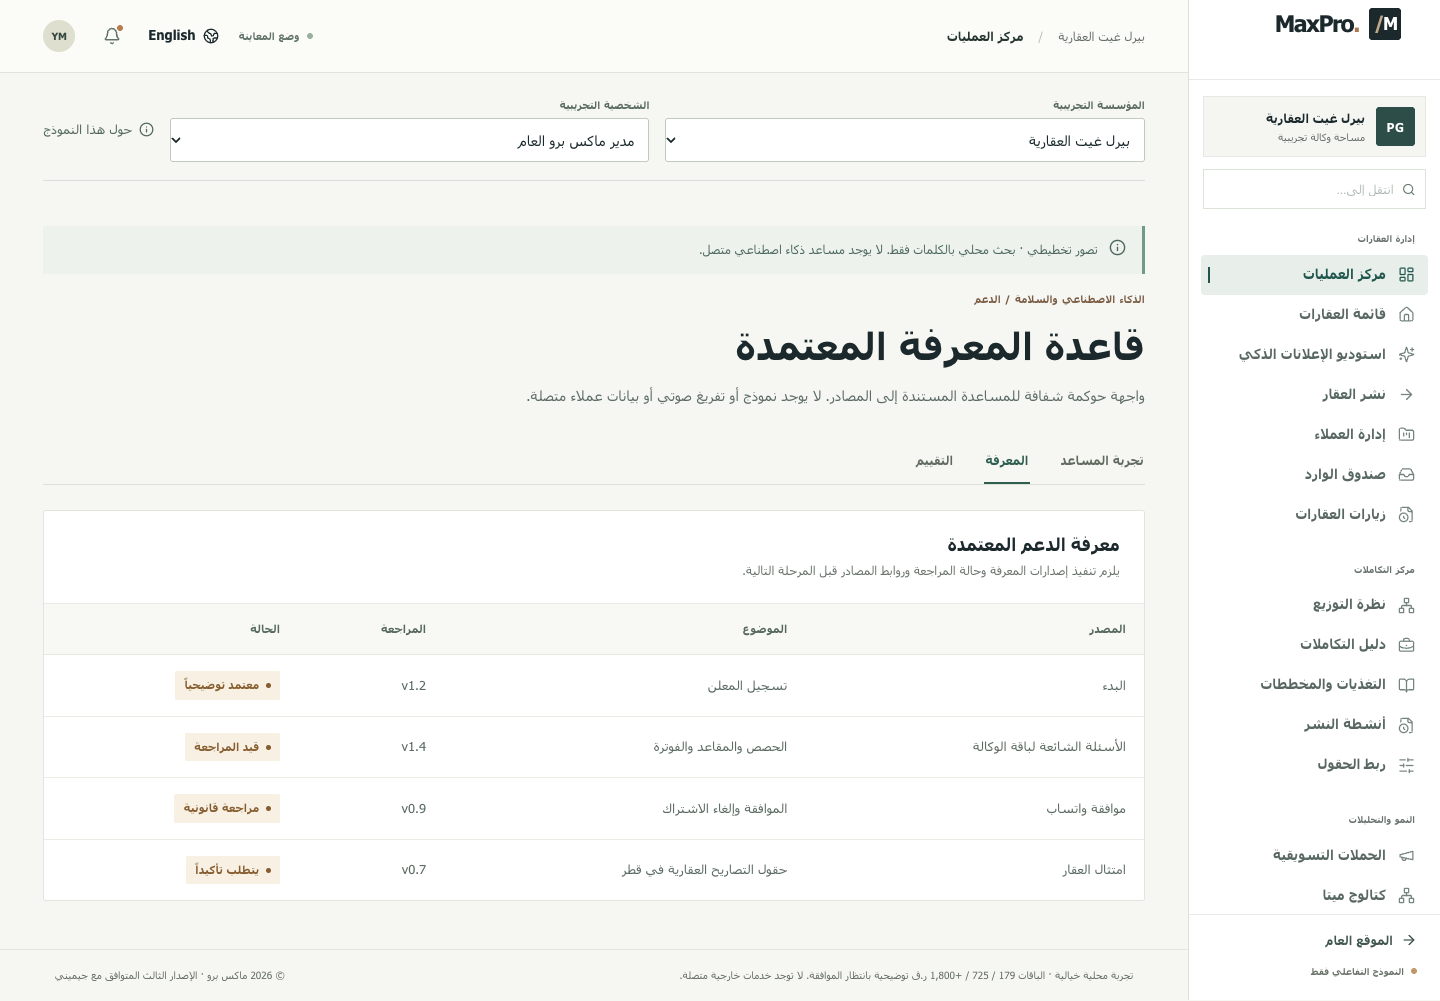 MaxPro.
/M
بيرل غيت العقارية / مركز العمليات
وضع المعاينة
English
YM
PG
بيرل غيت العقارية
مساحة وكالة تجريبية
انتقل إلى...
إدارة العقارات
مركز العمليات
قائمة العقارات
استوديو الإعلانات الذكي
نشر العقار
إدارة العملاء
صندوق الوارد
زيارات العقارات
مركز التكاملات
نظرة التوزيع
دليل التكاملات
التغذيات والمخططات
أنشطة النشر
ربط الحقول
النمو والتحليلات
الحملات التسويقية
كتالوج ميتا
الموقع العام
النموذج التفاعلي فقط
المؤسسة التجريبية
بيرل غيت العقارية
الشخصية التجريبية
مدير ماكس برو العام
حول هذا النموذج
تصور تخطيطي · بحث محلي بالكلمات فقط. لا يوجد مساعد ذكاء اصطناعي متصل.
الذكاء الاصطناعي والسلامة / الدعم
قاعدة المعرفة المعتمدة
واجهة حوكمة شفافة للمساعدة المستندة إلى المصادر. لا يوجد نموذج أو تفريغ صوتي أو بيانات عملاء متصلة.
تجربة المساعد المعرفة التقييم
معرفة الدعم المعتمدة
يلزم تنفيذ إصدارات المعرفة وحالة المراجعة وروابط المصادر قبل المرحلة التالية.
المصدر الموضوع المراجعة الحالة
البدء تسجيل المعلن v1.2 معتمد توضيحياً
الأسئلة الشائعة لباقة الوكالة الحصص والمقاعد والفوترة v1.4 قيد المراجعة
موافقة واتساب الموافقة وإلغاء الاشتراك v0.9 مراجعة قانونية
امتثال العقار حقول التصاريح العقارية في قطر v0.7 يتطلب تأكيداً
تجربة محلية خيالية · الباقات 179 / 725 / +1,800 ر.ق توضيحية بانتظار الموافقة. لا توجد خدمات خارجية متصلة.
© 2026 ماكس برو · الإصدار الثالث المتوافق مع جيميني